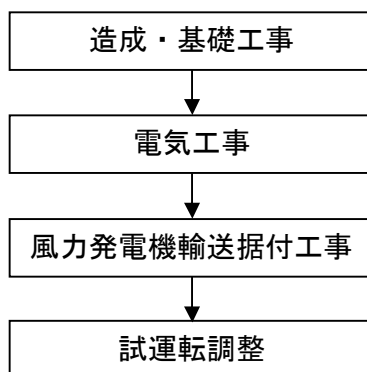 造成・基礎工事
電気工事
風力発電機輸送据付工事
試運転調整